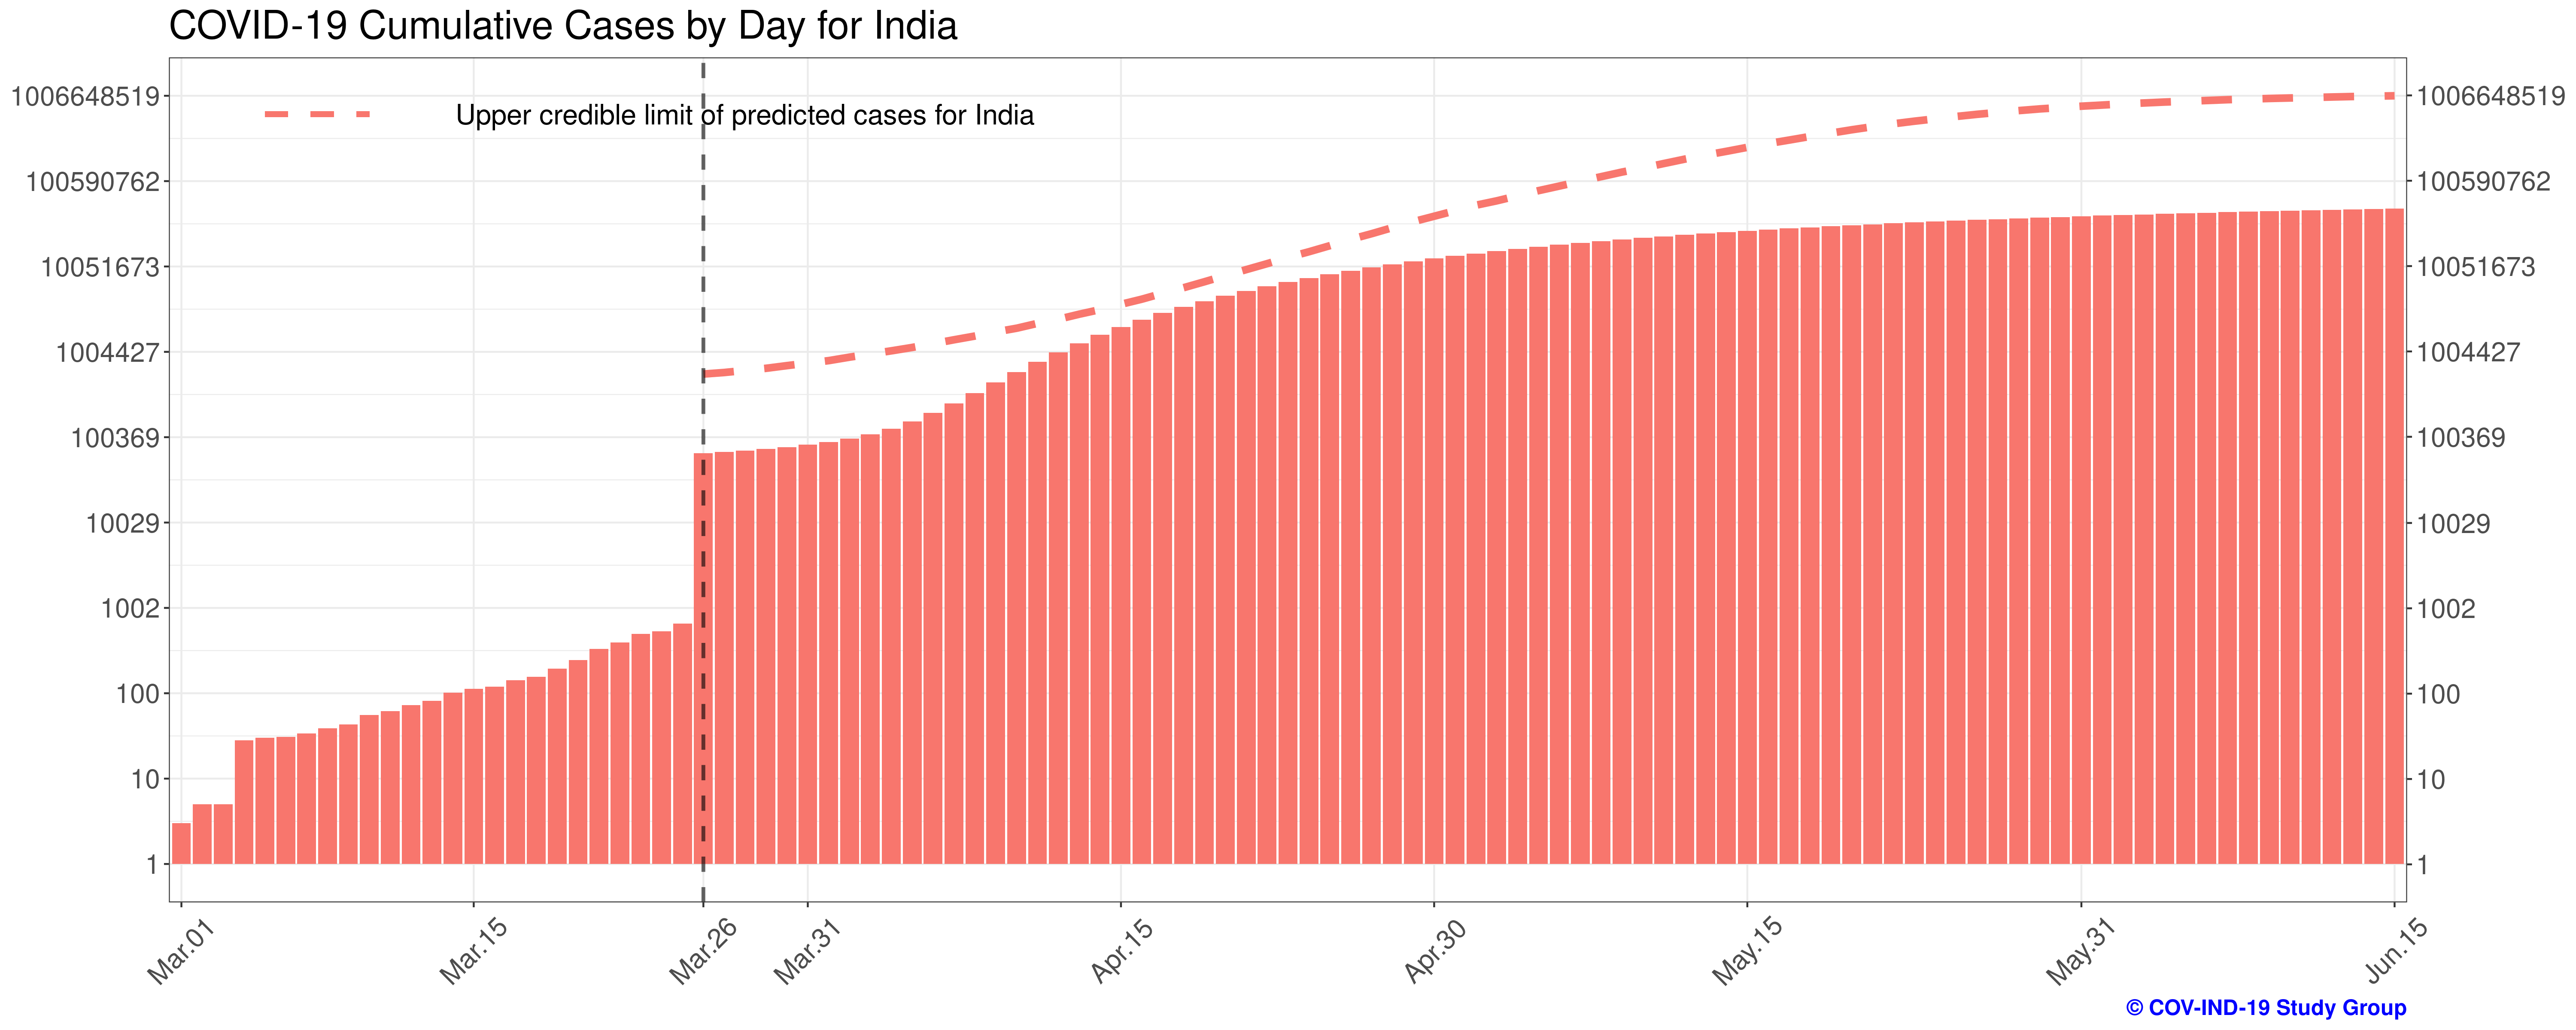 COVID-19 Cumulative Cases by Day for India
Upper credible limit of predicted cases for India
1006648519
100590762
10051673
1004427
100369
10029
1002
100
10
1
1006648519
100590762
10051673
1004427
100369
10029
1002
100
10
1
Mar.01
Mar.15
Mar.26
Mar.31
Apr.15
Apr.30
May.15
May.31
Jun.15
© COV-IND-19 Study Group